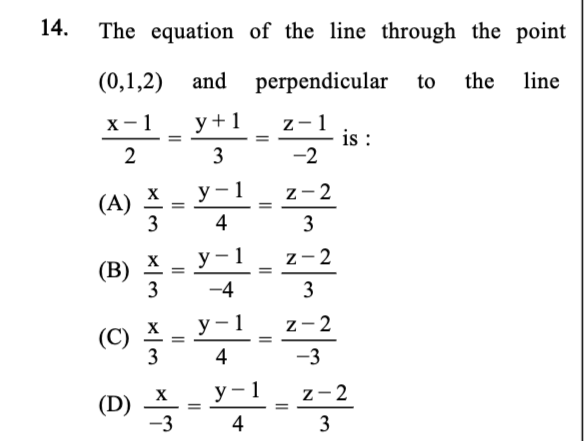 14. The equation of the line through the point
(0,1,2) and perpendicular to the line
x−1/2 = y+1/3 = z−1/−2 is :
(A) x/3 = y−1/4 = z−2/3
(B) x/3 = y−1/−4 = z−2/3
(C) x/3 = y−1/4 = z−2/−3
(D) x/−3 = y−1/4 = z−2/3